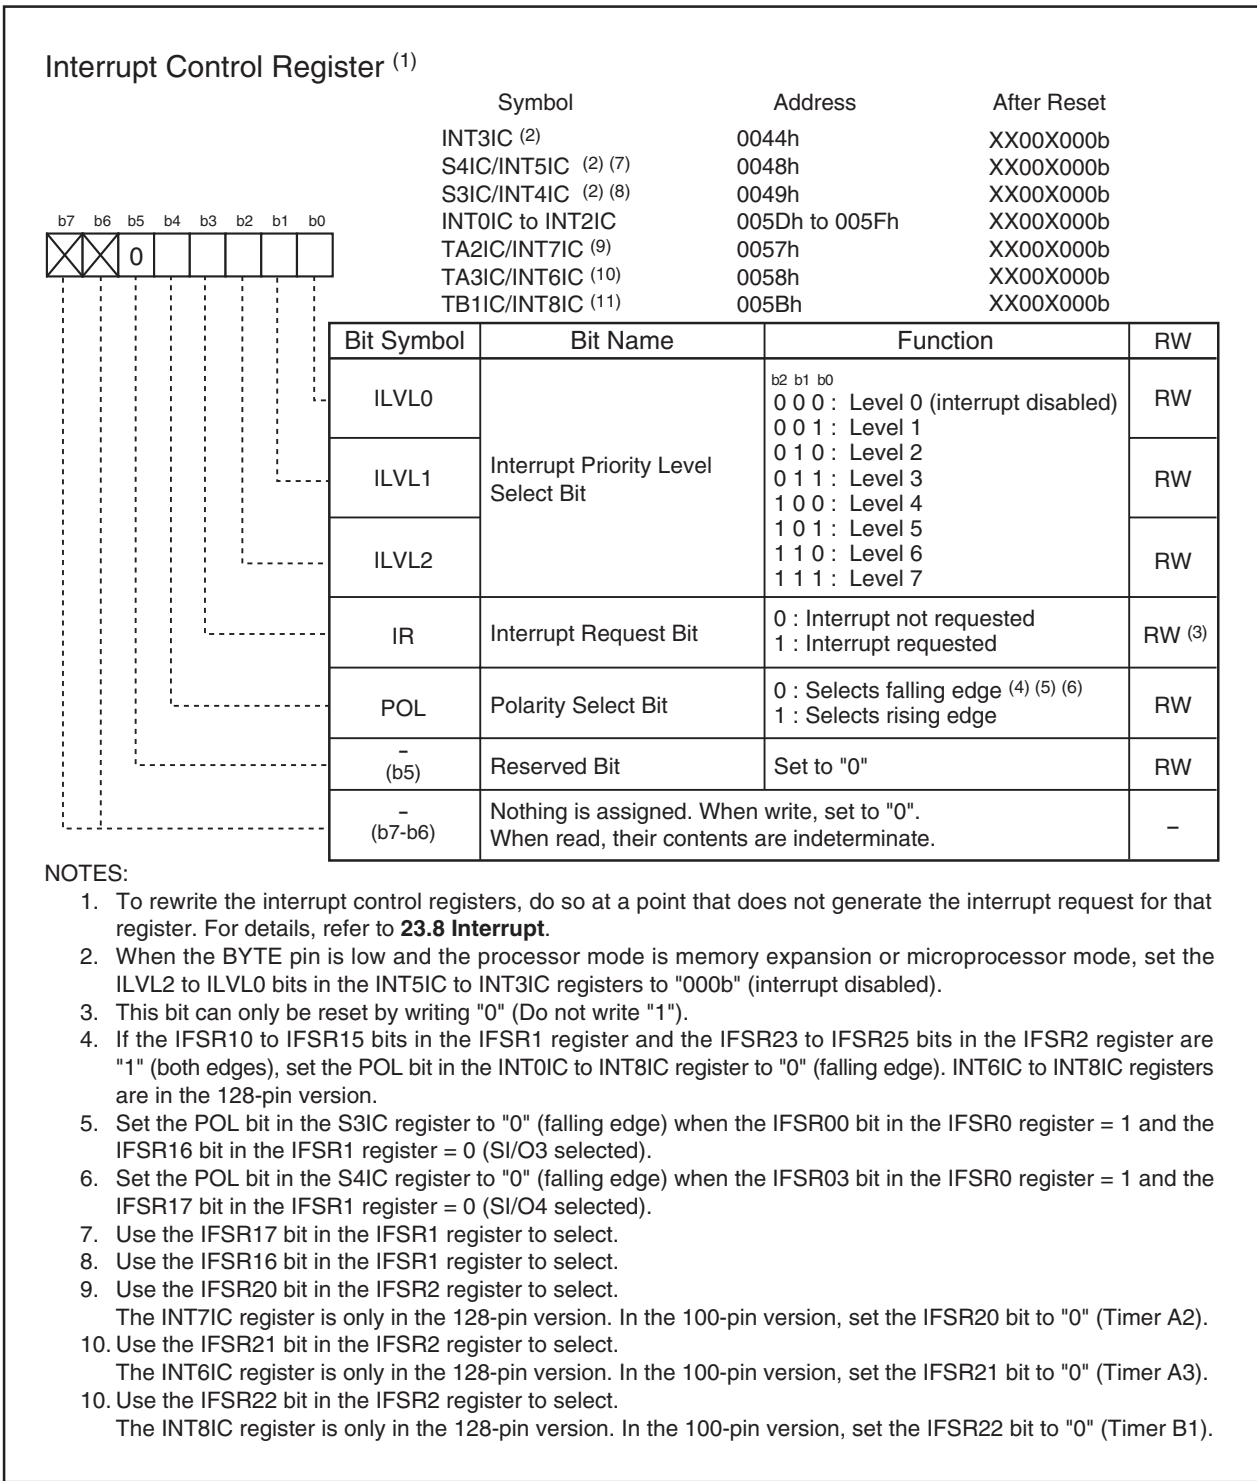 Interrupt Control Register (1)
Symbol Address After Reset
INT3IC (2) 0044h XX00X000b
S4IC/INT5IC (2) (7) 0048h XX00X000b
S3IC/INT4IC (2) (8) 0049h XX00X000b
INT0IC to INT2IC 005Dh to 005Fh XX00X000b
TA2IC/INT7IC (9) 0057h XX00X000b
TA3IC/INT6IC (10) 0058h XX00X000b
TB1IC/INT8IC (11) 005Bh XX00X000b
b7 b6 b5 b4 b3 b2 b1 b0
0
Bit Symbol Bit Name Function RW
ILVL0 RW
ILVL1 RW
ILVL2 RW
Interrupt Priority Level
Select Bit
b2 b1 b0
0 0 0 : Level 0 (interrupt disabled)
0 0 1 : Level 1
0 1 0 : Level 2
0 1 1 : Level 3
1 0 0 : Level 4
1 0 1 : Level 5
1 1 0 : Level 6
1 1 1 : Level 7
IR Interrupt Request Bit 0 : Interrupt not requested RW (3)
1 : Interrupt requested
POL Polarity Select Bit 0 : Selects falling edge (4) (5) (6) RW
1 : Selects rising edge
–
(b5) Reserved Bit Set to "0" RW
–
(b7-b6) Nothing is assigned. When write, set to "0". –
When read, their contents are indeterminate.
NOTES:
1. To rewrite the interrupt control registers, do so at a point that does not generate the interrupt request for that
register. For details, refer to 23.8 Interrupt.
2. When the BYTE pin is low and the processor mode is memory expansion or microprocessor mode, set the
ILVL2 to ILVL0 bits in the INT5IC to INT3IC registers to "000b" (interrupt disabled).
3. This bit can only be reset by writing "0" (Do not write "1").
4. If the IFSR10 to IFSR15 bits in the IFSR1 register and the IFSR23 to IFSR25 bits in the IFSR2 register are
"1" (both edges), set the POL bit in the INT0IC to INT8IC register to "0" (falling edge). INT6IC to INT8IC registers
are in the 128-pin version.
5. Set the POL bit in the S3IC register to "0" (falling edge) when the IFSR00 bit in the IFSR0 register = 1 and the
IFSR16 bit in the IFSR1 register = 0 (SI/O3 selected).
6. Set the POL bit in the S4IC register to "0" (falling edge) when the IFSR03 bit in the IFSR0 register = 1 and the
IFSR17 bit in the IFSR1 register = 0 (SI/O4 selected).
7. Use the IFSR17 bit in the IFSR1 register to select.
8. Use the IFSR16 bit in the IFSR1 register to select.
9. Use the IFSR20 bit in the IFSR2 register to select.
The INT7IC register is only in the 128-pin version. In the 100-pin version, set the IFSR20 bit to "0" (Timer A2).
10. Use the IFSR21 bit in the IFSR2 register to select.
The INT6IC register is only in the 128-pin version. In the 100-pin version, set the IFSR21 bit to "0" (Timer A3).
10. Use the IFSR22 bit in the IFSR2 register to select.
The INT8IC register is only in the 128-pin version. In the 100-pin version, set the IFSR22 bit to "0" (Timer B1).